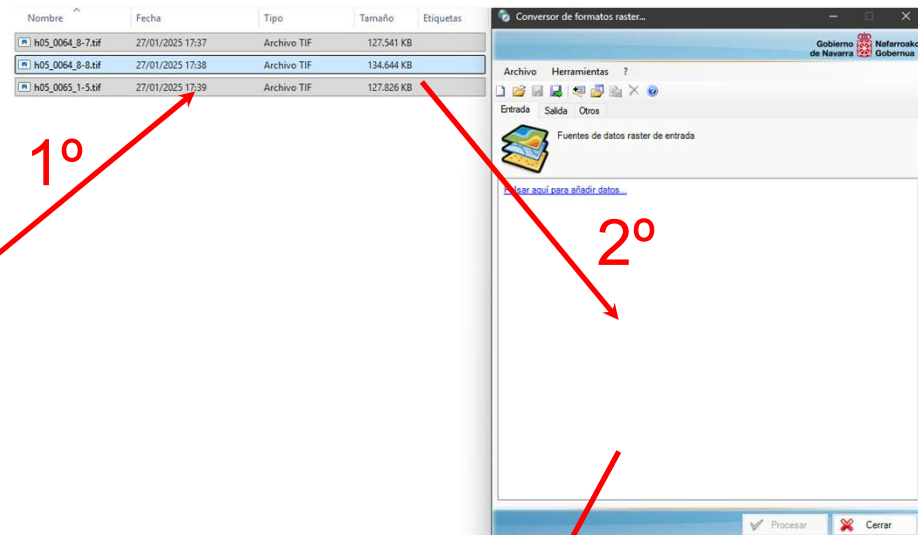 Nombre Fecha Tipo Tamaño Etiquetas
h05_0064_8-7.tif 27/01/2025 17:37 Archivo TIF 127.541 KB
h05_0064_8-8.tif 27/01/2025 17:38 Archivo TIF 134.644 KB
h05_0065_1-5.tif 27/01/2025 17:39 Archivo TIF 127.826 KB
1º
Conversor de formatos raster...
Gobierno de Navarra
Nafarroako Gobernua
Archivo Herramientas ?
Entrada Salida Otros
Fuentes de datos raster de entrada
Pulsar aquí para añadir datos...
2º
Procesar Cerrar